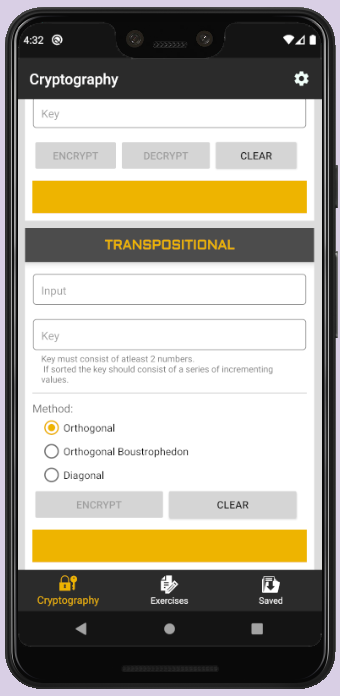 4:32
Cryptography
Key
ENCRYPT DECRYPT CLEAR
TRANSPOSITIONAL
Input
Key
Key must consist of atleast 2 numbers.
If sorted the key should consist of a series of incrementing
values.
Method:
Orthogonal
Orthogonal Boustrophedon
Diagonal
ENCRYPT CLEAR
Cryptography Exercises Saved